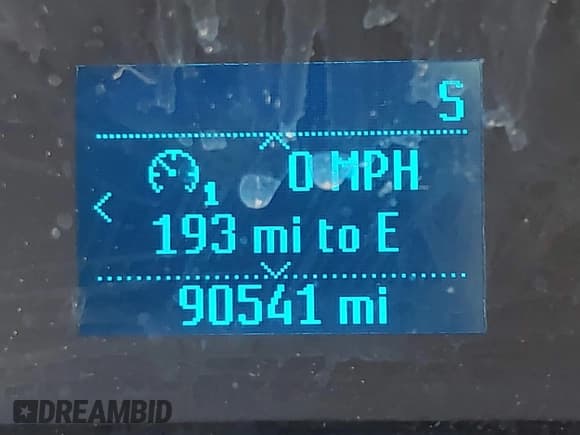 S
1 0 MPH
193 mi to E
90541 mi
DREAMBID